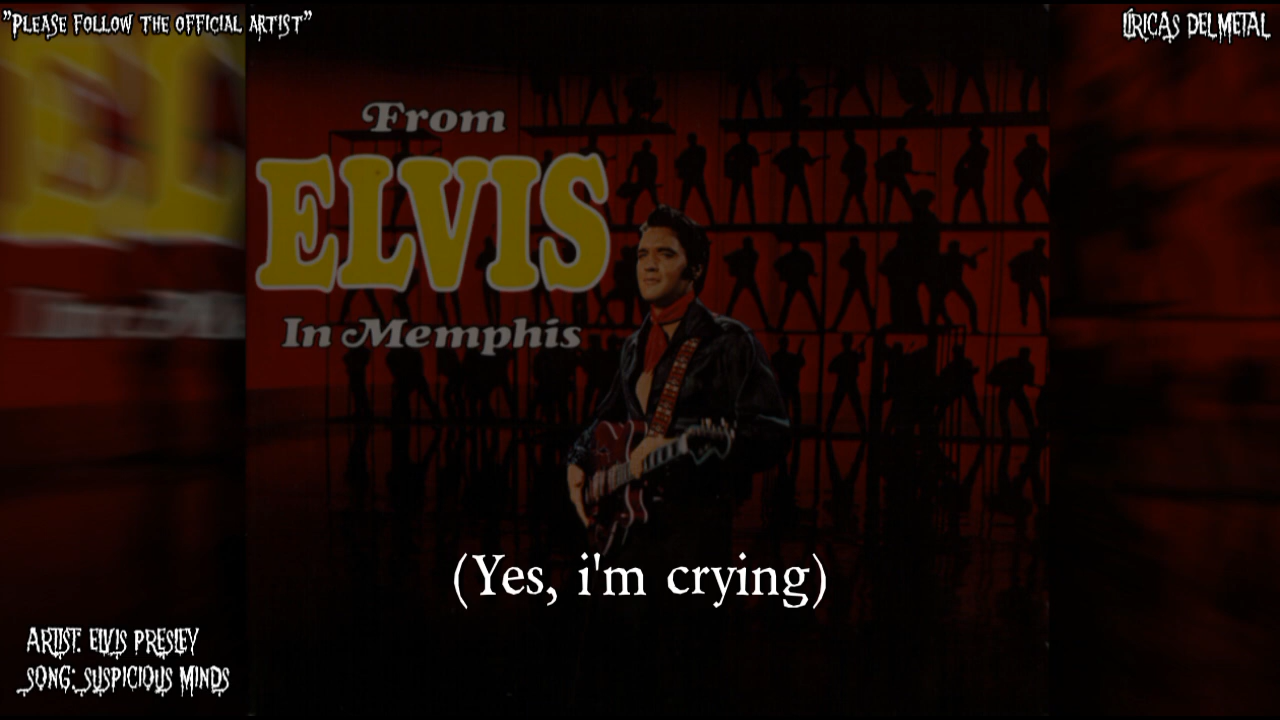 "PLEASE FOLLOW THE OFFICIAL ARTIST"
LÍRICAS DEL METAL
From
ELVIS
In Memphis
(Yes, i'm crying)
ARTIST: ELVIS PRESLEY
SONG: SUSPICIOUS MINDS